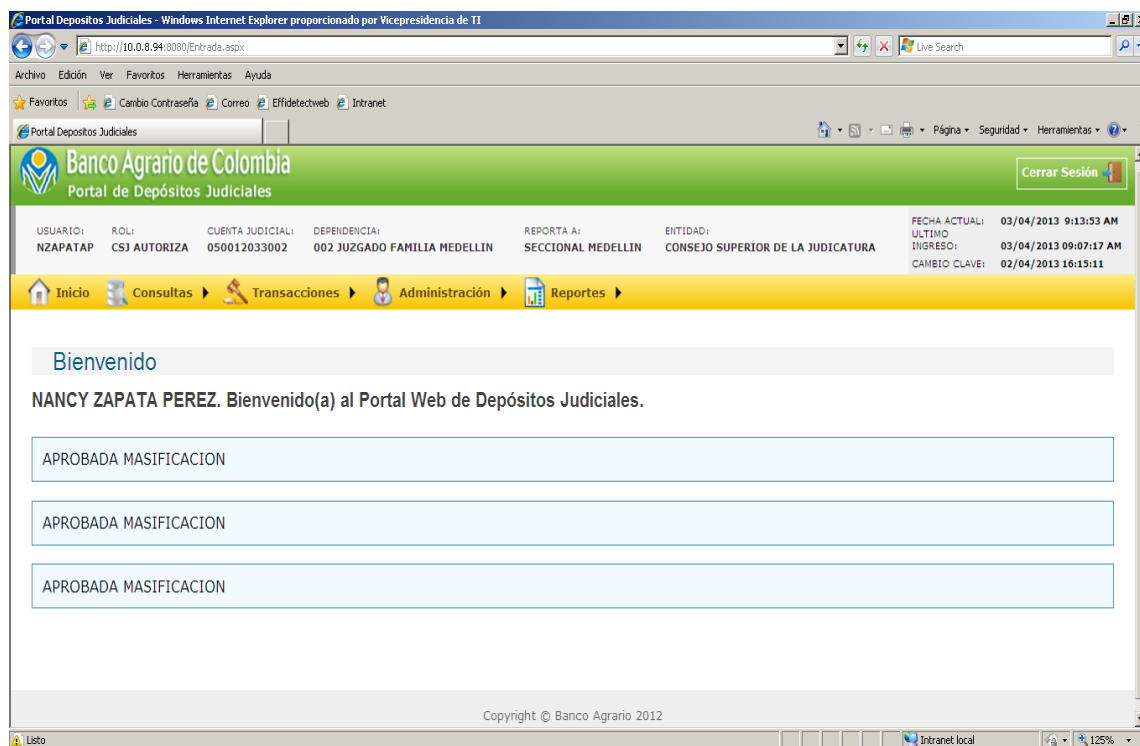 Portal Depositos Judiciales - Windows Internet Explorer proporcionado por Vicepresidencia de TI
http://10.0.8.94:8080/Entrada.aspx
Live Search
Archivo Edición Ver Favoritos Herramientas Ayuda
Favoritos Cambio Contraseña Correo Effidetectweb Intranet
Portal Depositos Judiciales Página Seguridad Herramientas
Banco Agrario de Colombia
Portal de Depósitos Judiciales
Cerrar Sesión
USUARIO: ROL: CUENTA JUDICIAL: DEPENDENCIA: REPORTA A: ENTIDAD:
NZAPATAP CSJ AUTORIZA 050012033002 002 JUZGADO FAMILIA MEDELLIN SECCIONAL MEDELLIN CONSEJO SUPERIOR DE LA JUDICATURA
FECHA ACTUAL: 03/04/2013 9:13:53 AM
ULTIMO
INGRESO: 03/04/2013 09:07:17 AM
CAMBIO CLAVE: 02/04/2013 16:15:11
Inicio Consultas Transacciones Administración Reportes
Bienvenido
NANCY ZAPATA PEREZ. Bienvenido(a) al Portal Web de Depósitos Judiciales.
APROBADA MASIFICACION
APROBADA MASIFICACION
APROBADA MASIFICACION
Copyright © Banco Agrario 2012
Listo Intranet local 125%